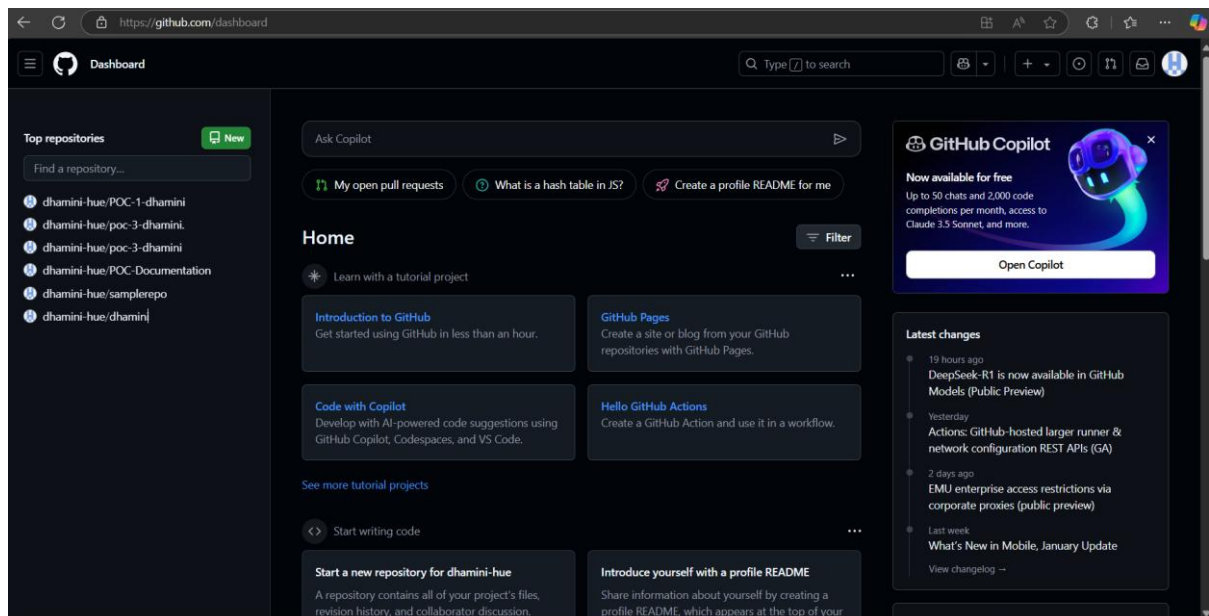 https://github.com/dashboard
Dashboard
Type / to search
Top repositories
New
Find a repository...
dhamini-hue/POC-1-dhamini
dhamini-hue/poc-3-dhamini.
dhamini-hue/poc-3-dhamini
dhamini-hue/POC-Documentation
dhamini-hue/samplerepo
dhamini-hue/dhamini
Ask Copilot
My open pull requests
What is a hash table in JS?
Create a profile README for me
Home
Filter
Learn with a tutorial project
Introduction to GitHub
Get started using GitHub in less than an hour.
GitHub Pages
Create a site or blog from your GitHub
repositories with GitHub Pages.
Code with Copilot
Develop with AI-powered code suggestions using
GitHub Copilot, Codespaces, and VS Code.
Hello GitHub Actions
Create a GitHub Action and use it in a workflow.
See more tutorial projects
Start writing code
Start a new repository for dhamini-hue
A repository contains all of your project's files,
revision history, and collaborator discussion.
Introduce yourself with a profile README
Share information about yourself by creating a
profile README, which appears at the top of your
GitHub Copilot
Now available for free
Up to 50 chats and 2,000 code
completions per month, access to
Claude 3.5 Sonnet, and more.
Open Copilot
Latest changes
19 hours ago
DeepSeek-R1 is now available in GitHub
Models (Public Preview)
Yesterday
Actions: GitHub-hosted larger runner &
network configuration REST APIs (GA)
2 days ago
EMU enterprise access restrictions via
corporate proxies (public preview)
Last week
What's New in Mobile, January Update
View changelog →